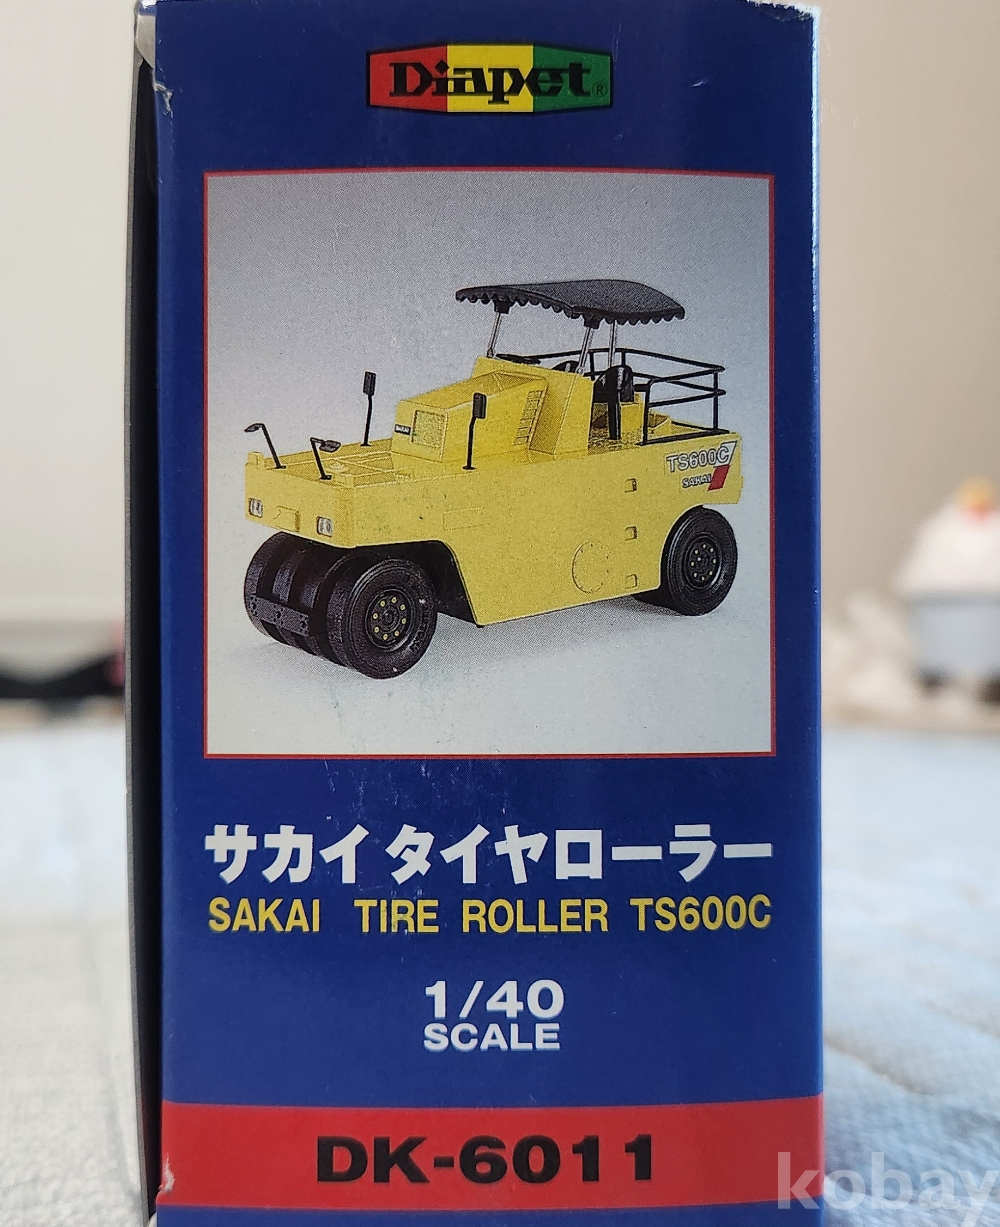 Diapet®
SAKAI
TS600C
SAKAI
サカイ タイヤローラー
SAKAI TIRE ROLLER TS600C
1/40
SCALE
DK-6011
kobay